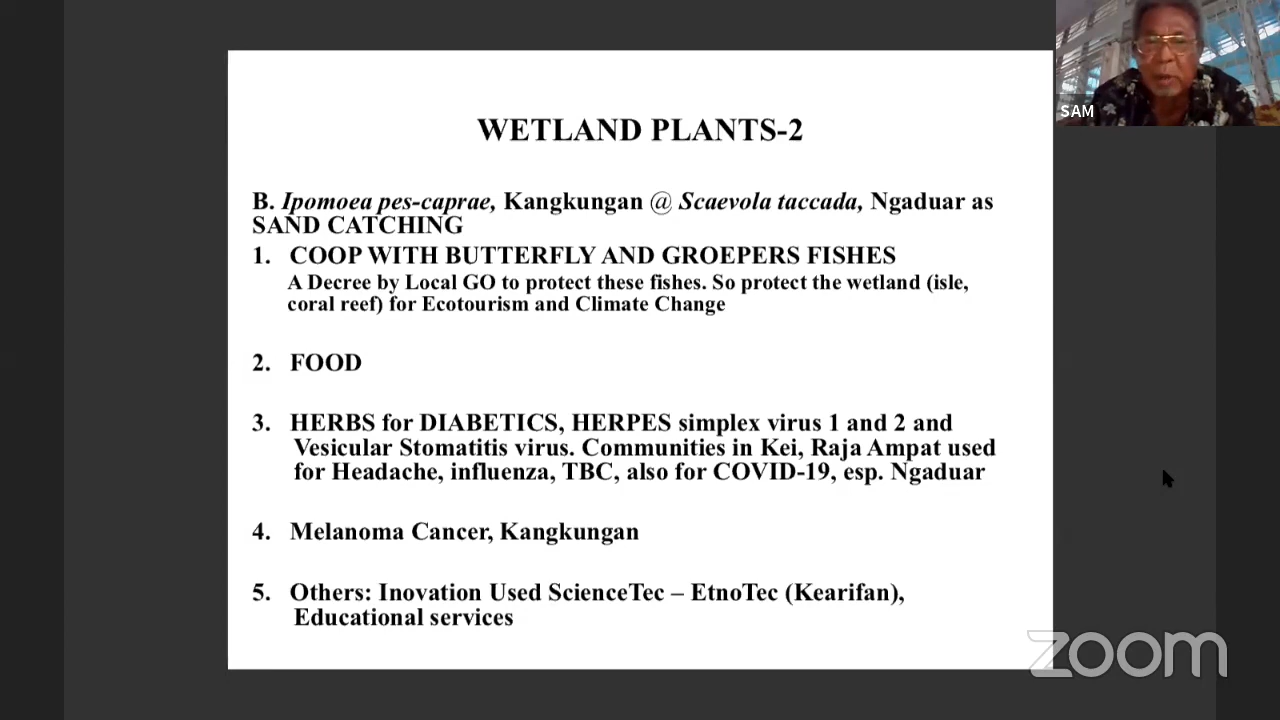 SAM
WETLAND PLANTS-2
B. Ipomoea pes-caprae, Kangkungan @ Scaevola taccada, Ngaduar as
SAND CATCHING
1. COOP WITH BUTTERFLY AND GROEPERS FISHES
A Decree by Local GO to protect these fishes. So protect the wetland (isle,
coral reef) for Ecotourism and Climate Change
2. FOOD
3. HERBS for DIABETICS, HERPES simplex virus 1 and 2 and
Vesicular Stomatitis virus. Communities in Kei, Raja Ampat used
for Headache, influenza, TBC, also for COVID-19, esp. Ngaduar
4. Melanoma Cancer, Kangkungan
5. Others: Inovation Used ScienceTec – EtnoTec (Kearifan),
Educational services
zoom